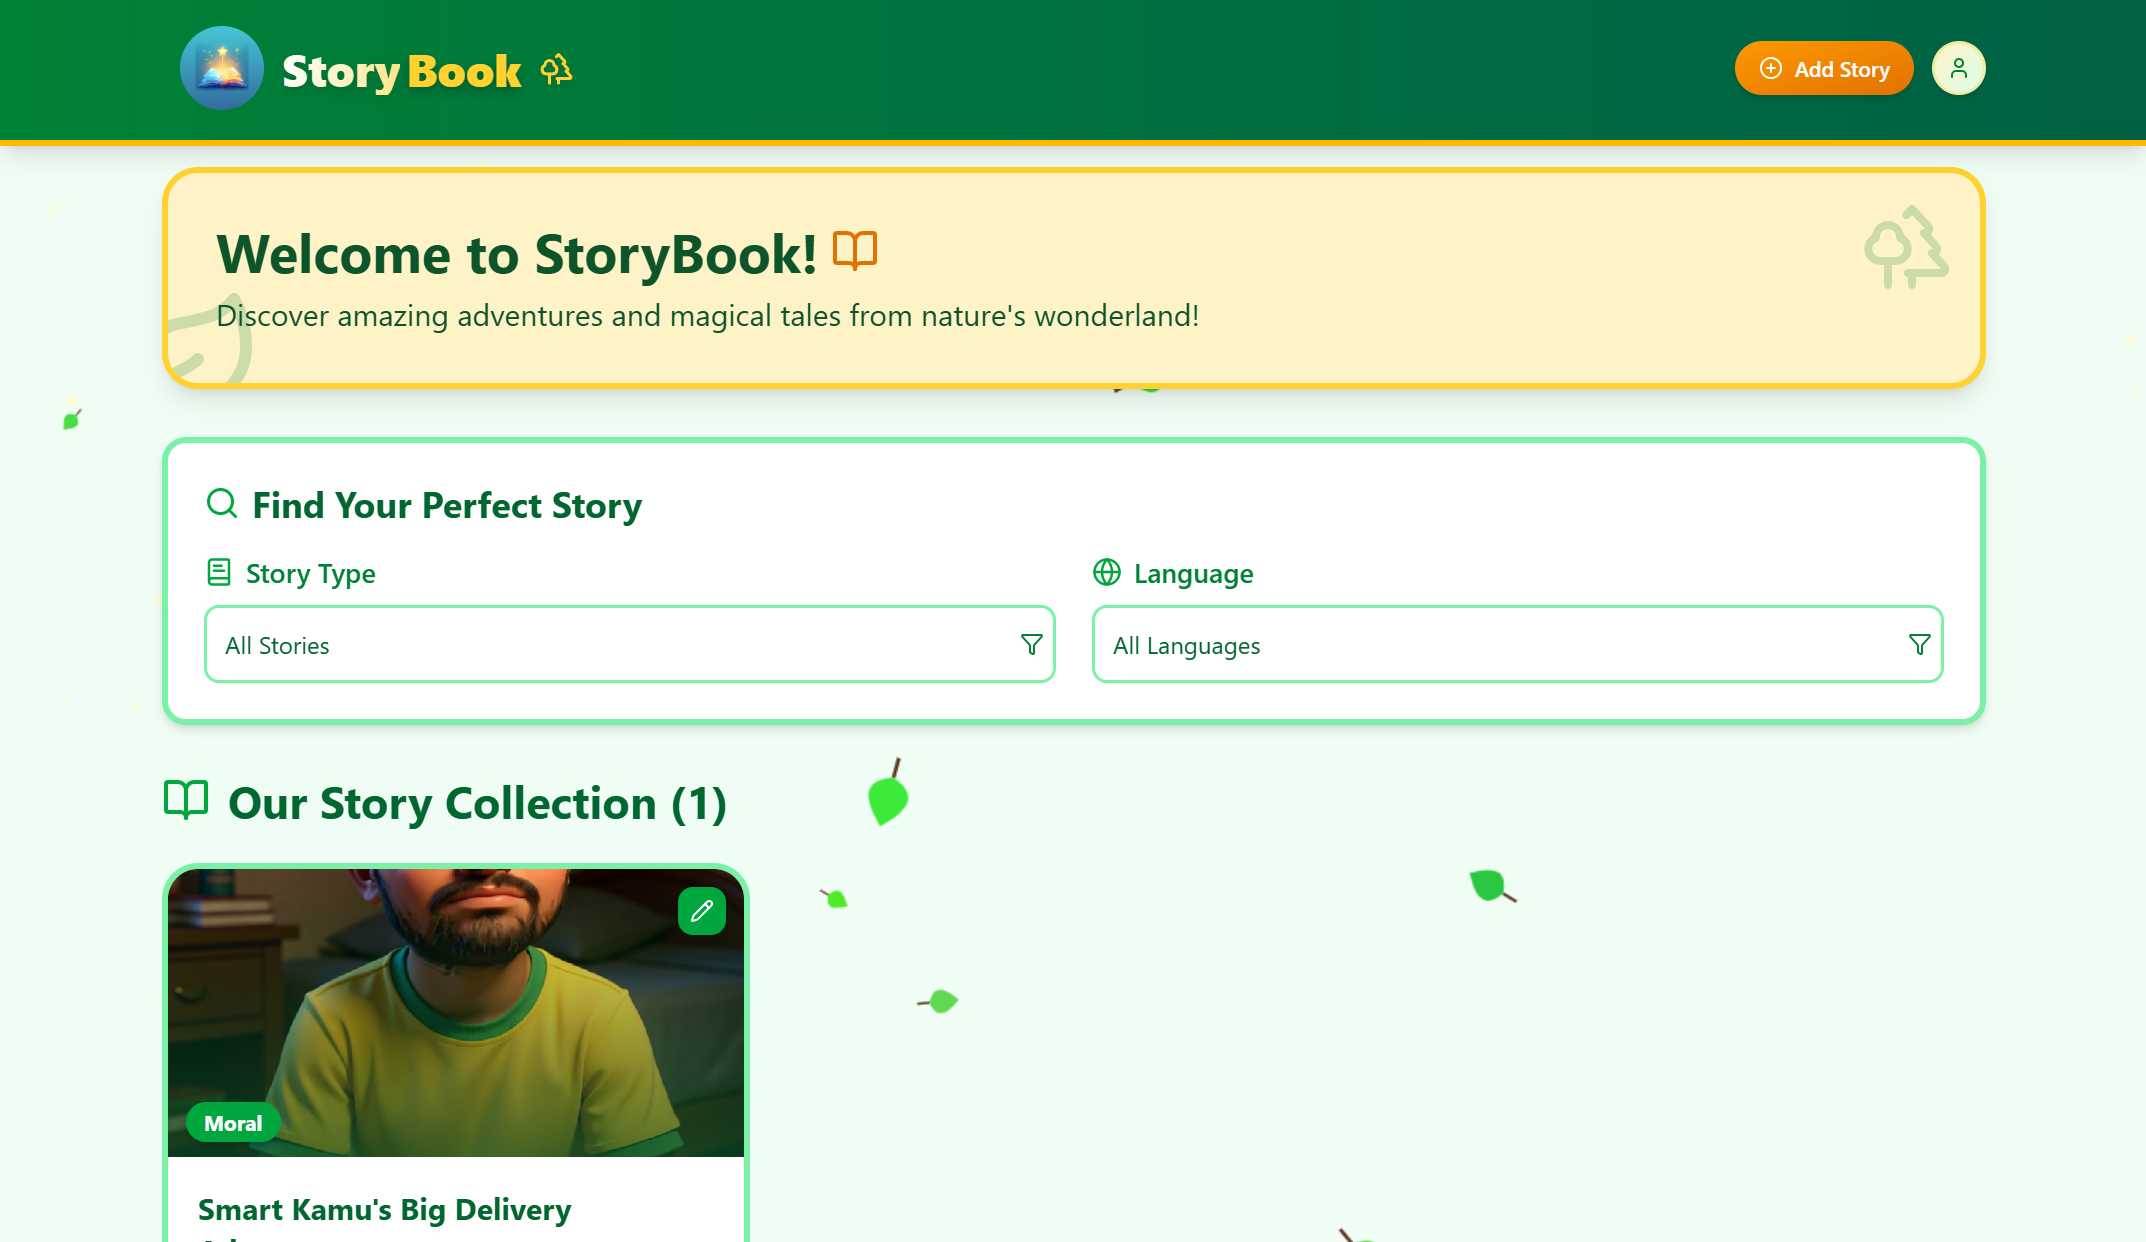 Story Book
Add Story
Welcome to StoryBook!
Discover amazing adventures and magical tales from nature's wonderland!
Find Your Perfect Story
Story Type
Language
All Stories
All Languages
Our Story Collection (1)
Moral
Smart Kamu's Big Delivery